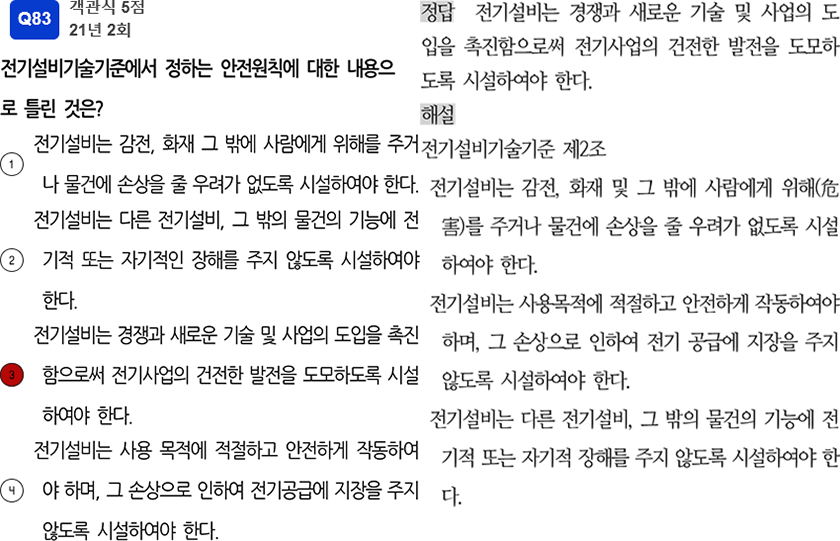 Q83
객관식 5점
21년 2회
전기설비기술기준에서 정하는 안전원칙에 대한 내용으
로 틀린 것은?
전기설비는 감전, 화재 그 밖에 사람에게 위해를 주거
1
나 물건에 손상을 줄 우려가 없도록 시설하여야 한다.
전기설비는 다른 전기설비, 그 밖의 물건의 기능에 전
2 기적 또는 자기적인 장해를 주지 않도록 시설하여야
한다.
전기설비는 경쟁과 새로운 기술 및 사업의 도입을 촉진
3 함으로써 전기사업의 건전한 발전을 도모하도록 시설
하여야 한다.
전기설비는 사용 목적에 적절하고 안전하게 작동하여
4 야 하며, 그 손상으로 인하여 전기공급에 지장을 주지
않도록 시설하여야 한다.
정답 전기설비는 경쟁과 새로운 기술 및 사업의 도
입을 촉진함으로써 전기사업의 건전한 발전을 도모하
도록 시설하여야 한다.
해설
전기설비기술기준 제2조
전기설비는 감전, 화재 및 그 밖에 사람에게 위해(危
害)를 주거나 물건에 손상을 줄 우려가 없도록 시설
하여야 한다.
전기설비는 사용목적에 적절하고 안전하게 작동하여야
하며, 그 손상으로 인하여 전기 공급에 지장을 주지
않도록 시설하여야 한다.
전기설비는 다른 전기설비, 그 밖의 물건의 기능에 전
기적 또는 자기적 장해를 주지 않도록 시설하여야 한
다.